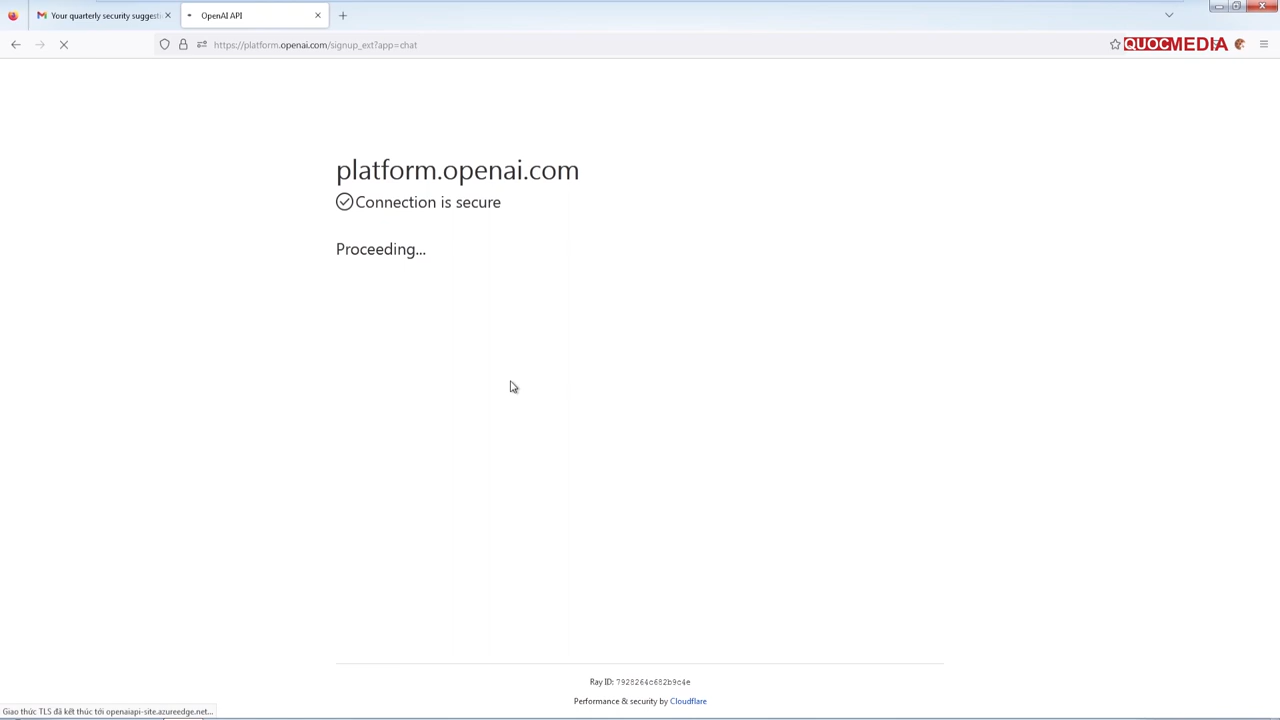 Your quarterly security suggesti
OpenAI API
https://platform.openai.com/signup_ext?app=chat
QUOCMEDIA
platform.openai.com
Connection is secure
Proceeding...
Ray ID: 7928264c682b9c4e
Performance & security by Cloudflare
Giao thức TLS đã kết thúc tới openaiapi-site.azureedge.net...